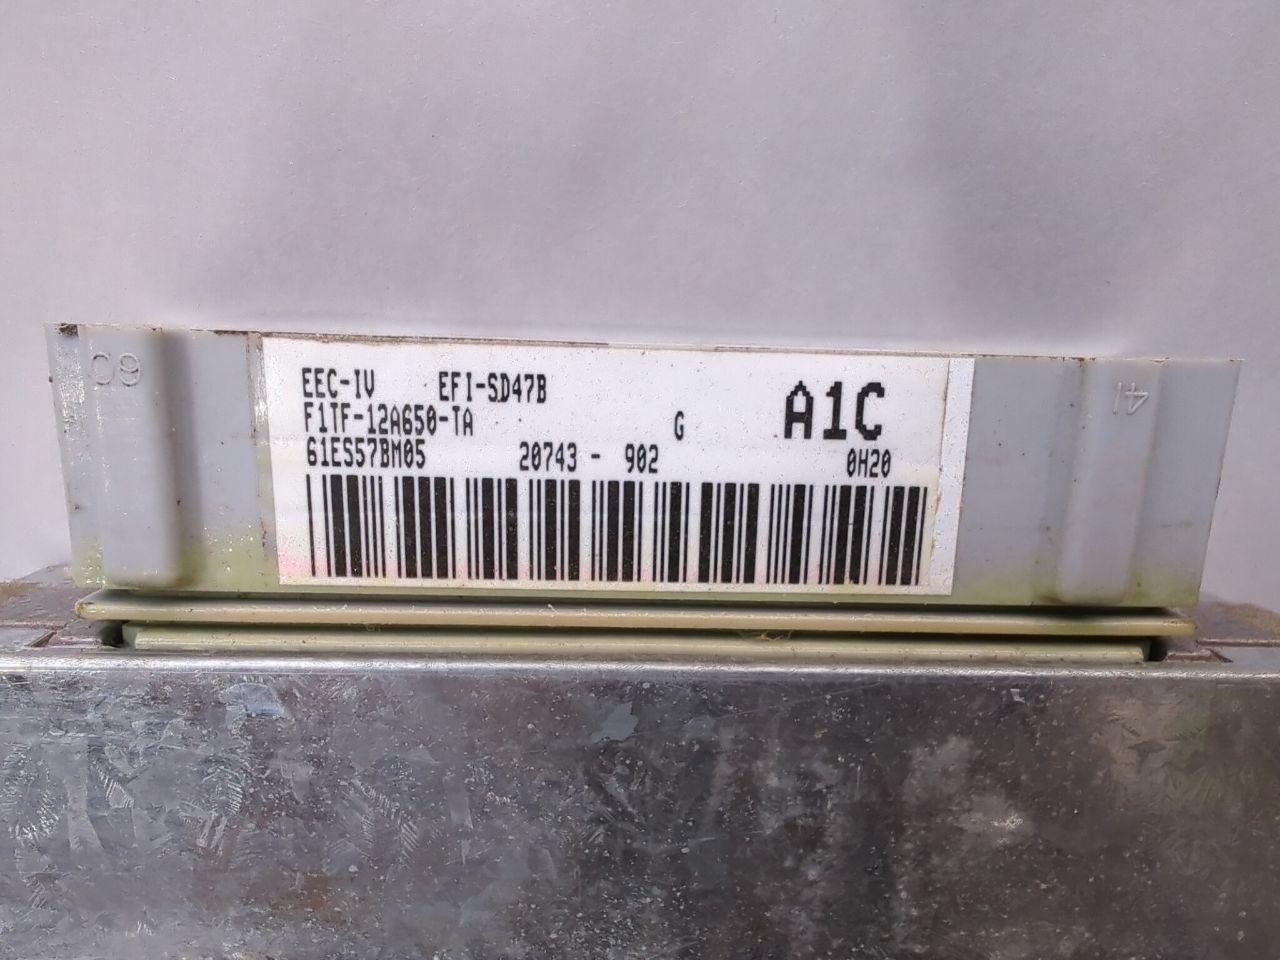 EEC-IV EFI-SD47B
F1TF-12A650-TA G A1C
61ES57BM05 20743 - 902 0H20
60
41